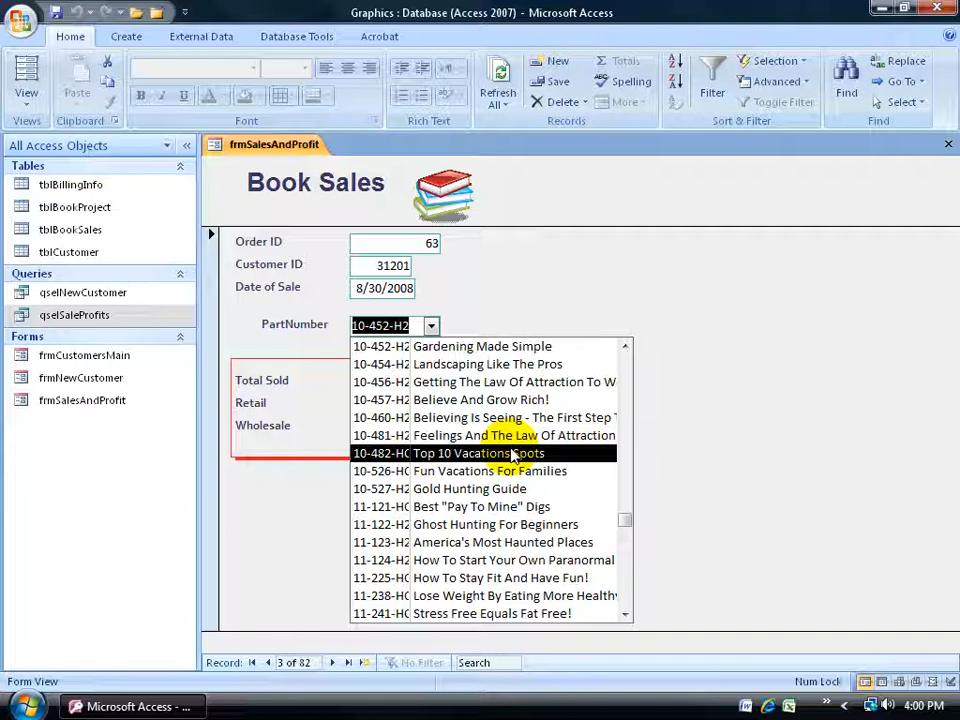 Graphics : Database (Access 2007) - Microsoft Access
Home Create External Data Database Tools Acrobat
View
Views
Paste
Clipboard
B I U A
Font
Rich Text
Refresh
All
New
Save
Delete
Totals
Spelling
More
Records
Filter
Selection
Advanced
Toggle Filter
Sort & Filter
Find
Replace
Go To
Select
Find
All Access Objects
Tables
tblBillingInfo
tblBookProject
tblBookSales
tblCustomer
Queries
qselNewCustomer
qselSaleProfits
Forms
frmCustomersMain
frmNewCustomer
frmSalesAndProfit
frmSalesAndProfit
Book Sales
Order ID 63
Customer ID 31201
Date of Sale 8/30/2008
PartNumber 10-452-H2
Total Sold
Retail
Wholesale
10-452-H2 Gardening Made Simple
10-454-H2 Landscaping Like The Pros
10-456-H2 Getting The Law Of Attraction To W
10-457-H2 Believe And Grow Rich!
10-460-H2 Believing Is Seeing - The First Step T
10-481-H2 Feelings And The Law Of Attraction
10-482-HC Top 10 Vacations Spots
10-526-HC Fun Vacations For Families
10-527-H2 Gold Hunting Guide
11-121-HC Best "Pay To Mine" Digs
11-122-H2 Ghost Hunting For Beginners
11-123-H2 America's Most Haunted Places
11-124-H2 How To Start Your Own Paranormal
11-225-HC How To Stay Fit And Have Fun!
11-238-HC Lose Weight By Eating More Healthy
11-241-HC Stress Free Equals Fat Free!
Record: 3 of 82 No Filter Search
Form View
Num Lock
Microsoft Access - ...
4:00 PM